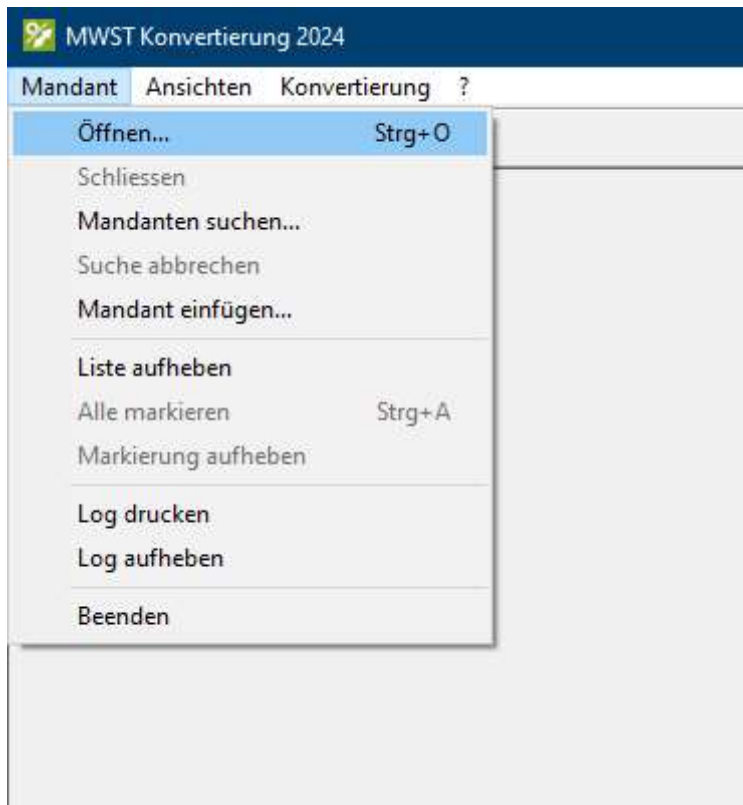 MWST Konvertierung 2024
Mandant Ansichten Konvertierung ?
Öffnen... Strg+O
Schliessen
Mandanten suchen...
Suche abbrechen
Mandant einfügen...
Liste aufheben
Alle markieren Strg+A
Markierung aufheben
Log drucken
Log aufheben
Beenden